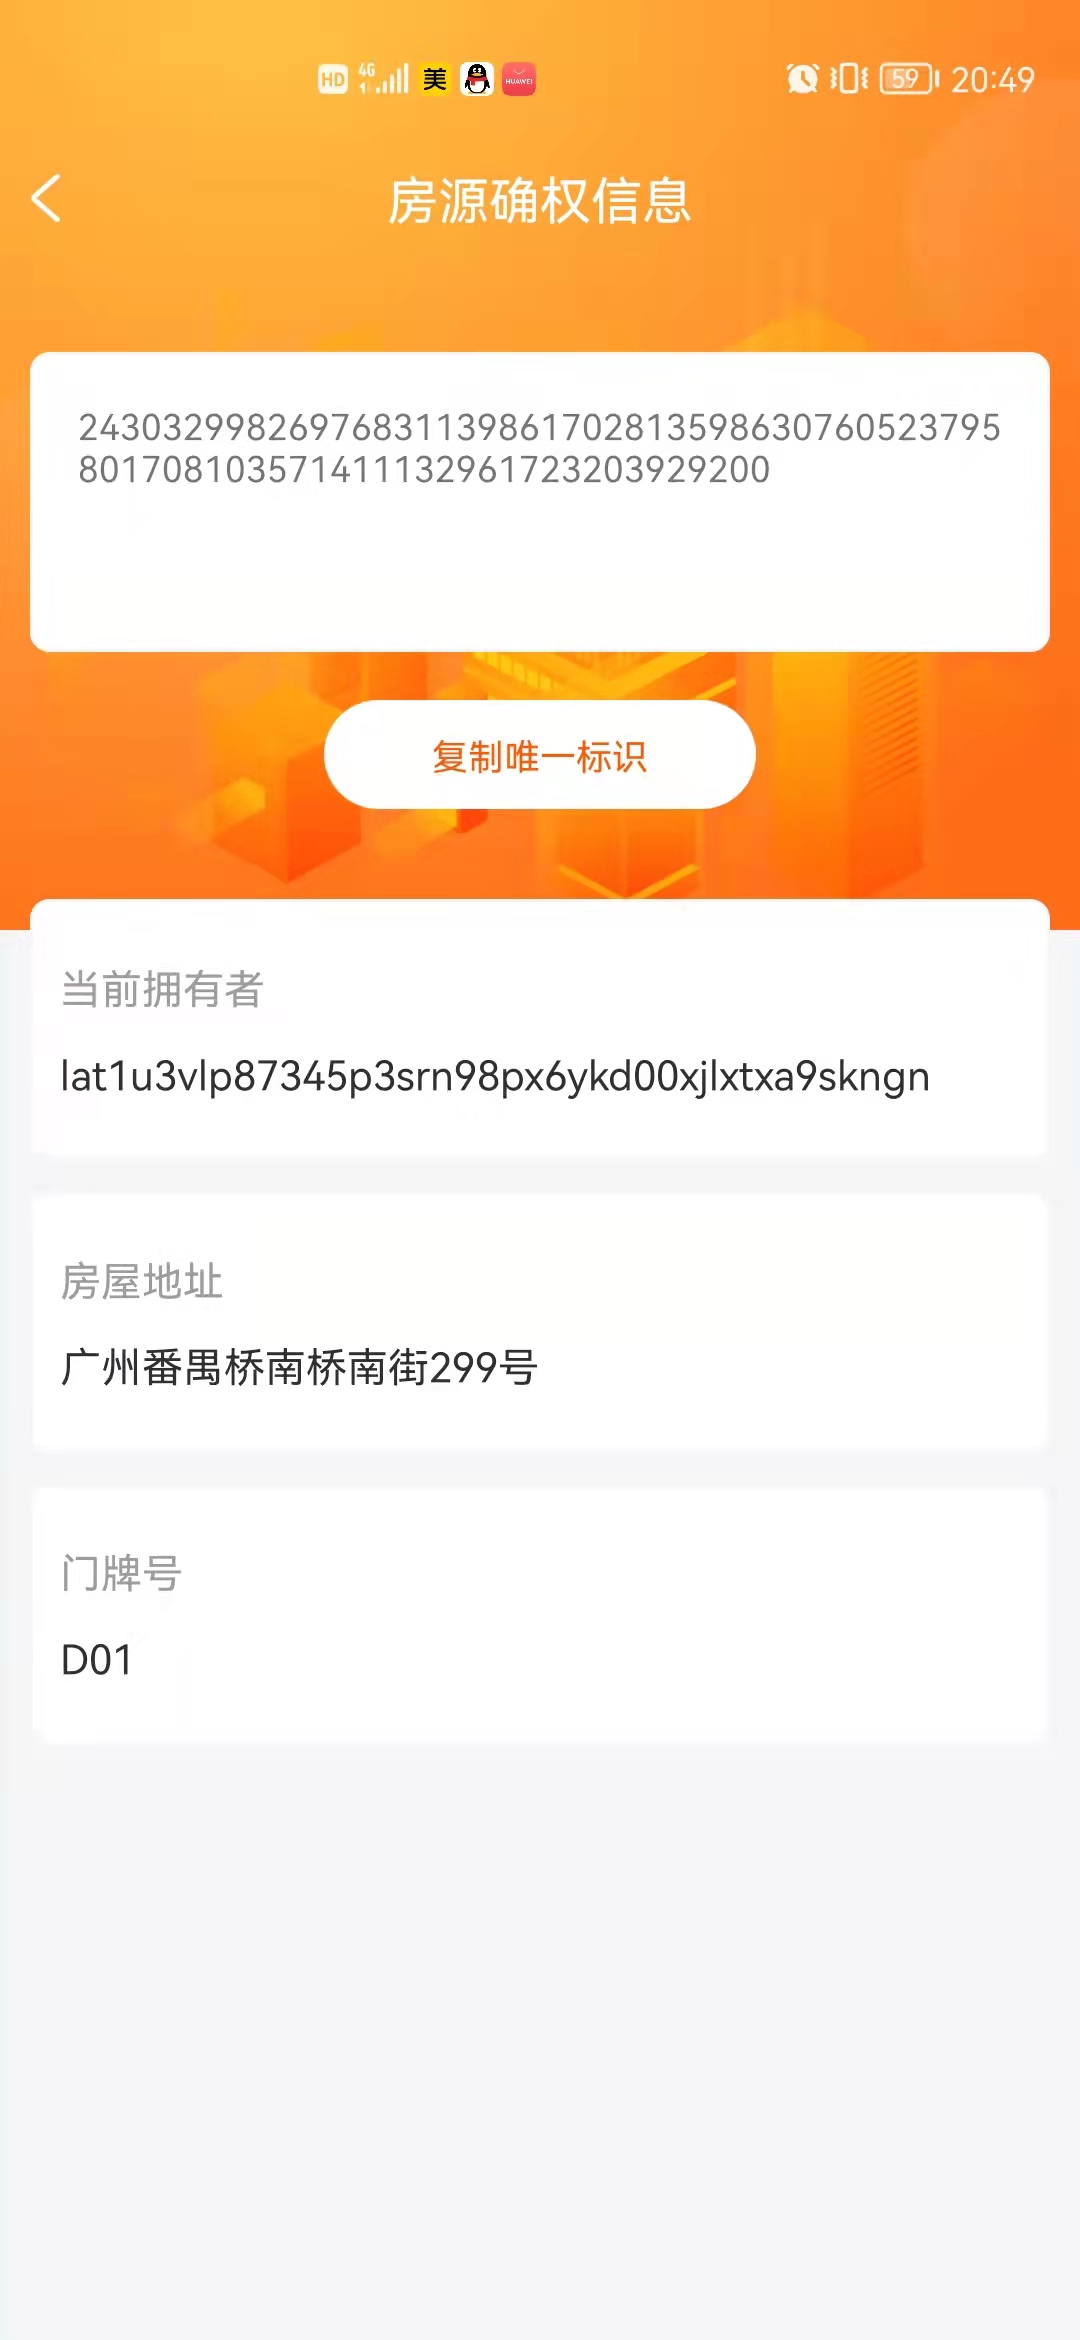 HD 4G 美 HUAWEI 59 20:49
房源确权信息
24303299826976831139861702813598630760523795
801708103571411132961723203929200
复制唯一标识
当前拥有者
lat1u3vlp87345p3srn98px6ykd00xjlxtxa9skngn
房屋地址
广州番禺桥南桥南街299号
门牌号
D01